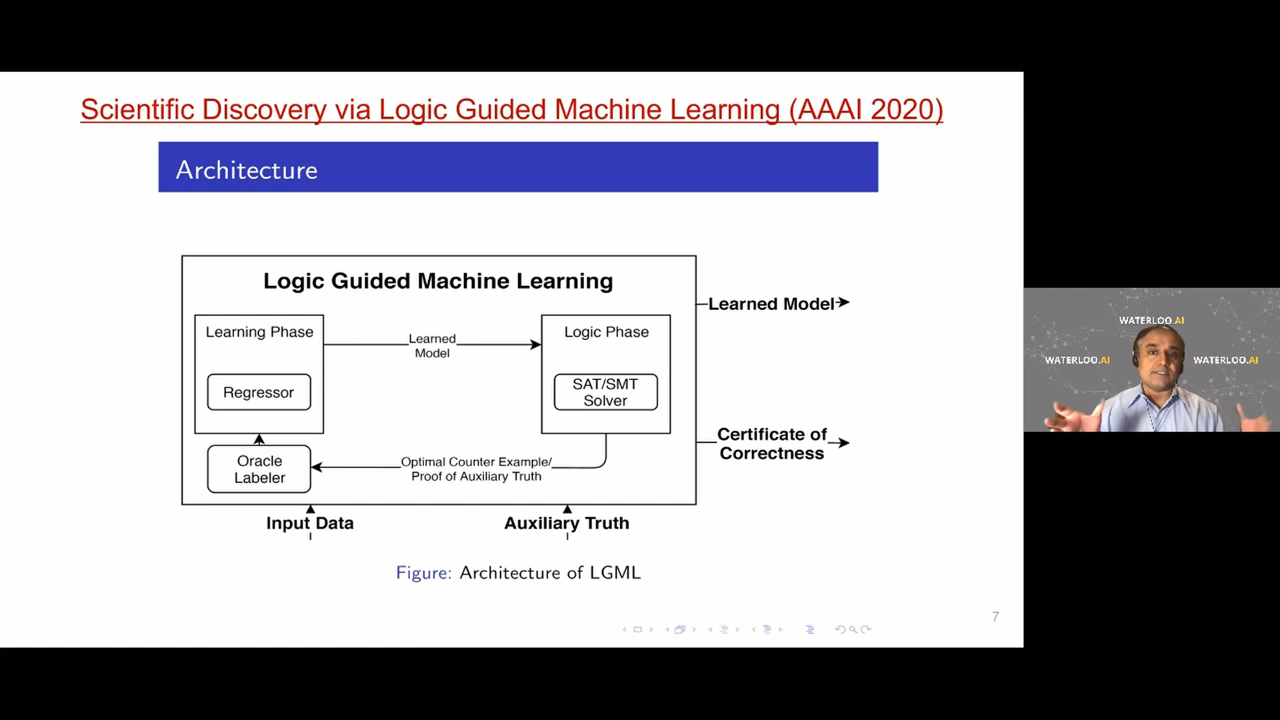 Scientific Discovery via Logic Guided Machine Learning (AAAI 2020)
Architecture
Logic Guided Machine Learning
Learning Phase
Regressor
Oracle
Labeler
Learned
Model
Logic Phase
SAT/SMT
Solver
Optimal Counter Example/
Proof of Auxiliary Truth
Learned Model
Certificate of
Correctness
Input Data
Auxiliary Truth
Figure: Architecture of LGML
7
WATERLOO.AI
WATERLOO.AI
WATERLOO.AI